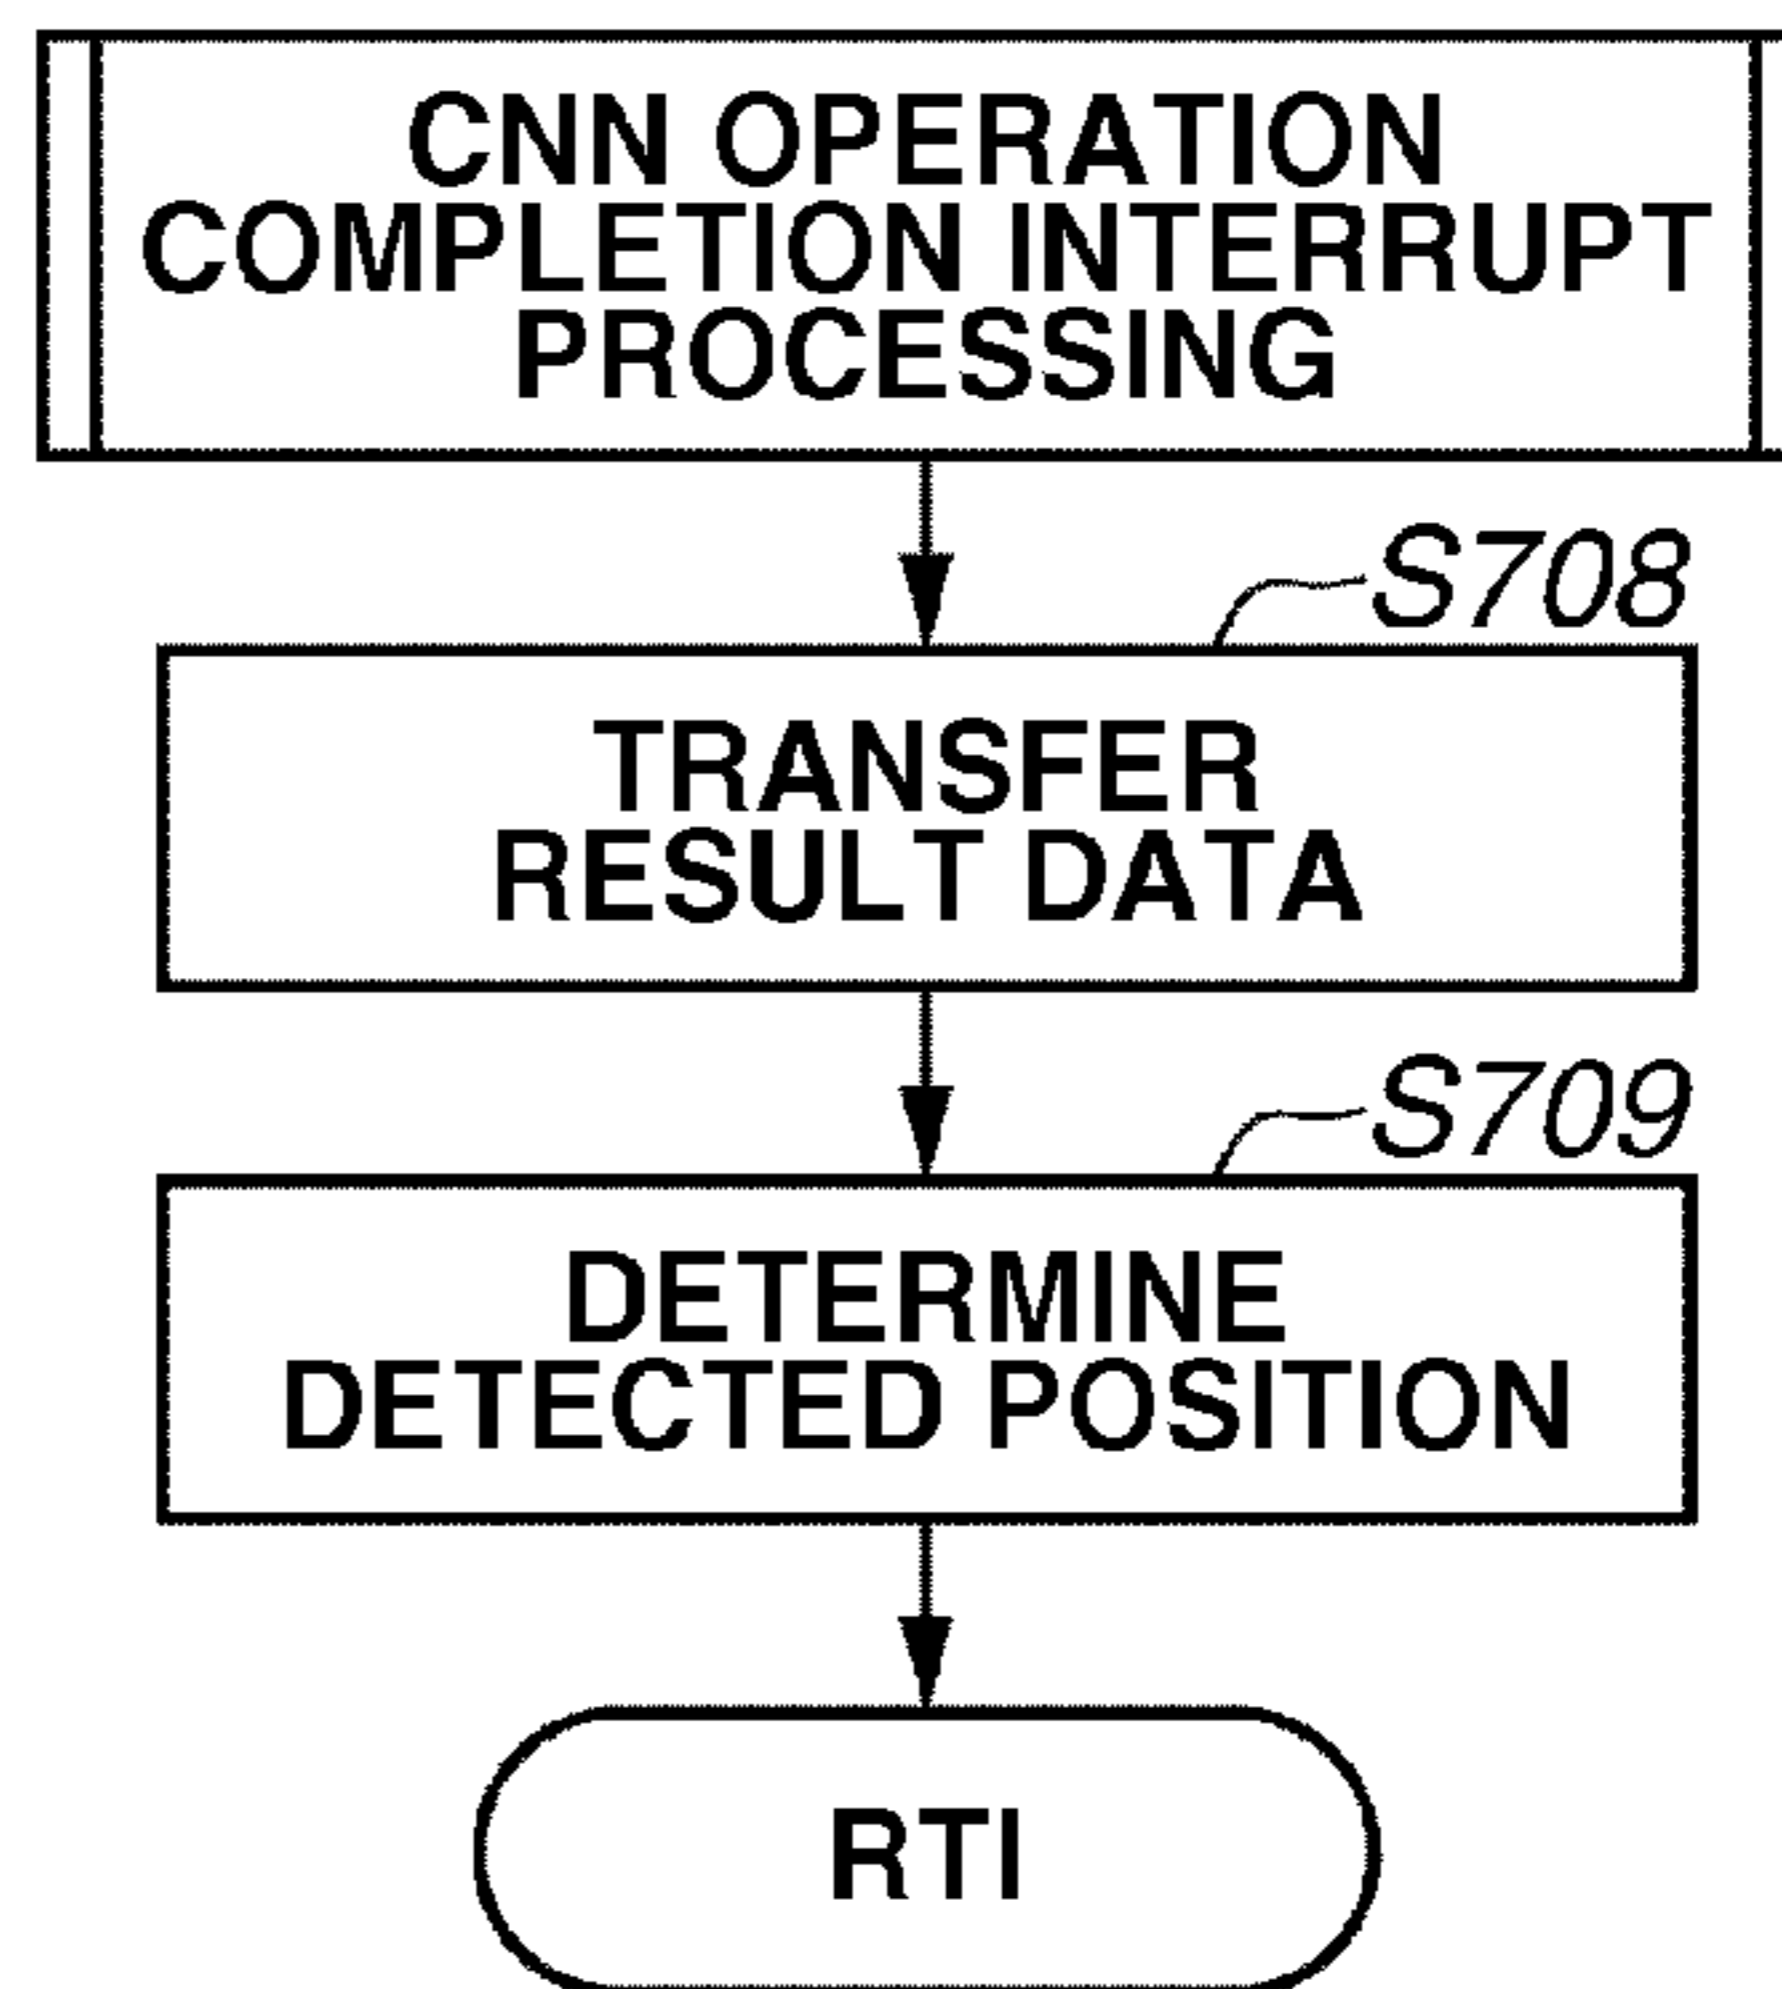 CNN OPERATION
COMPLETION INTERRUPT
PROCESSING
S708
TRANSFER
RESULT DATA
S709
DETERMINE
DETECTED POSITION
RTI